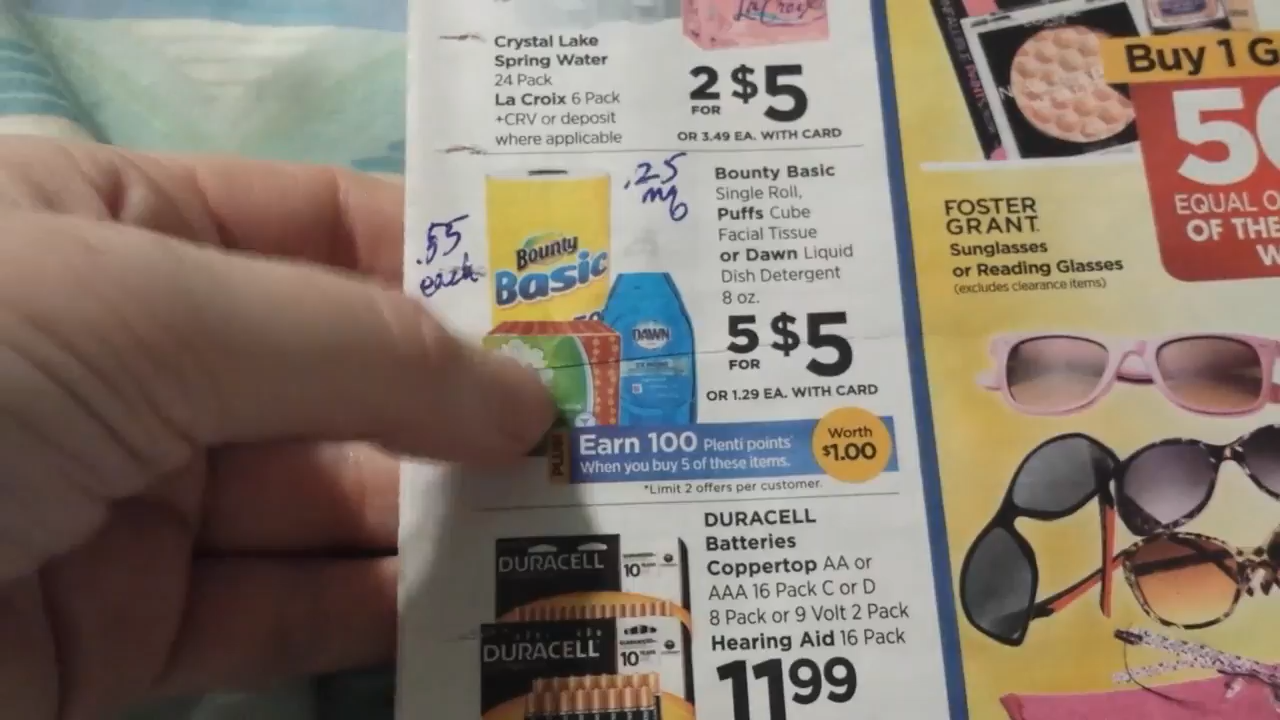 La Croix
Crystal Lake
Spring Water
24 Pack
La Croix 6 Pack
+CRV or deposit
where applicable
2 FOR $5
OR 3.49 EA. WITH CARD
.25
mq
.55
each
Bounty
Basic
DAWN
Bounty Basic
Single Roll,
Puffs Cube
Facial Tissue
or Dawn Liquid
Dish Detergent
8 oz.
5 FOR $5
OR 1.29 EA. WITH CARD
Earn 100 Plenti points
When you buy 5 of these items.
Worth
$1.00
*Limit 2 offers per customer.
DURACELL
10
DURACELL
10
DURACELL
Batteries
Coppertop AA or
AAA 16 Pack C or D
8 Pack or 9 Volt 2 Pack
Hearing Aid 16 Pack
1199
Buy 1 G
50
EQUAL O
OF THE
W
FOSTER
GRANT.
Sunglasses
or Reading Glasses
(excludes clearance items)